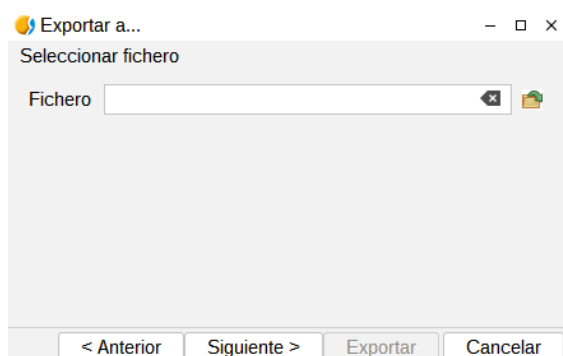 Exportar a...
Seleccionar fichero
Fichero
< Anterior Siguiente > Exportar Cancelar